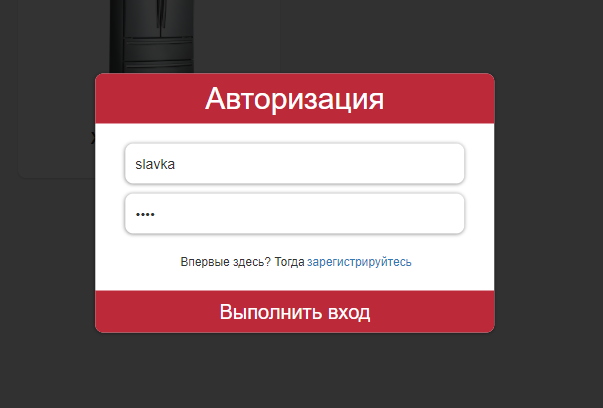 Авторизация
slavka
••••
Впервые здесь? Тогда зарегистрируйтесь
Выполнить вход